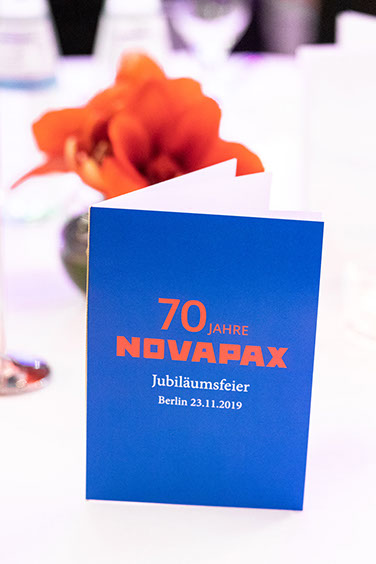 70 JAHRE
NOVAPAX
Jubiläumsfeier
Berlin 23.11.2019